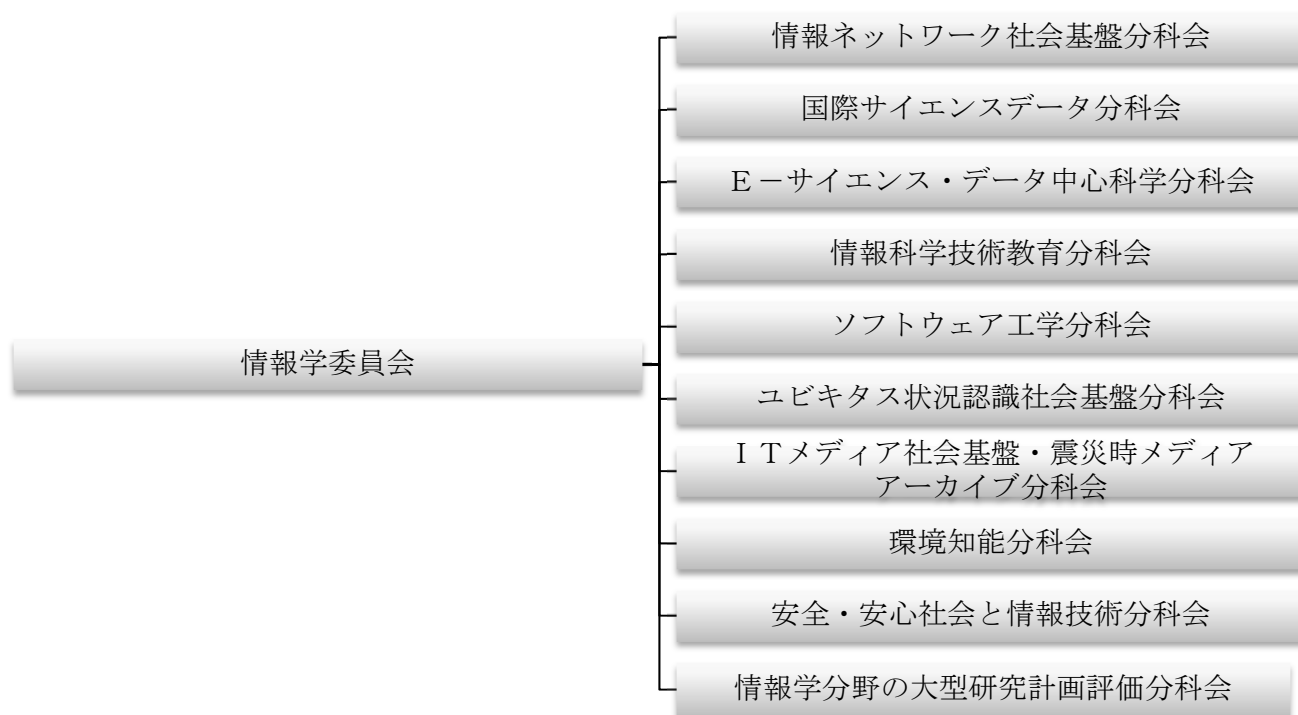 情報学委員会
情報ネットワーク社会基盤分科会
国際サイエンスデータ分科会
Ｅ－サイエンス・データ中心科学分科会
情報科学技術教育分科会
ソフトウェア工学分科会
ユビキタス状況認識社会基盤分科会
ＩＴメディア社会基盤・震災時メディア
アーカイブ分科会
環境知能分科会
安全・安心社会と情報技術分科会
情報学分野の大型研究計画評価分科会